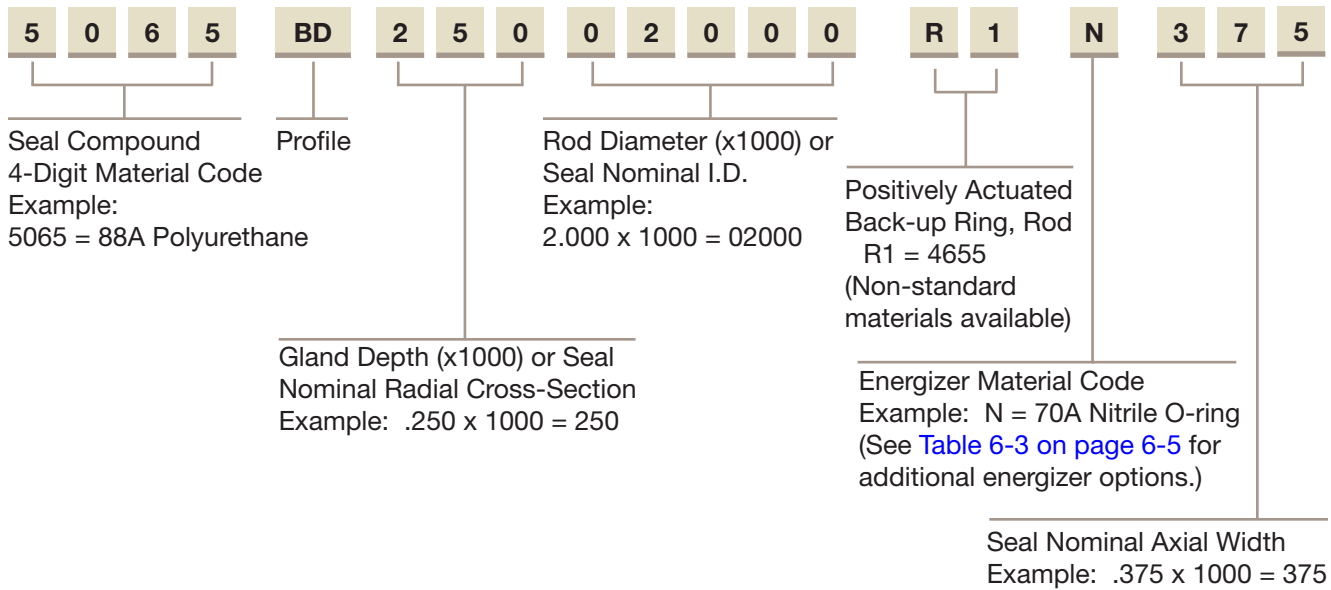 5 0 6 5 BD 2 5 0 0 2 0 0 0 R 1 N 3 7 5
Seal Compound
4-Digit Material Code
Example:
5065 = 88A Polyurethane
Profile
Rod Diameter (x1000) or
Seal Nominal I.D.
Example:
2.000 x 1000 = 02000
Positively Actuated
Back-up Ring, Rod
R1 = 4655
(Non-standard
materials available)
Gland Depth (x1000) or Seal
Nominal Radial Cross-Section
Example: .250 x 1000 = 250
Energizer Material Code
Example: N = 70A Nitrile O-ring
(See Table 6-3 on page 6-5 for
additional energizer options.)
Seal Nominal Axial Width
Example: .375 x 1000 = 375